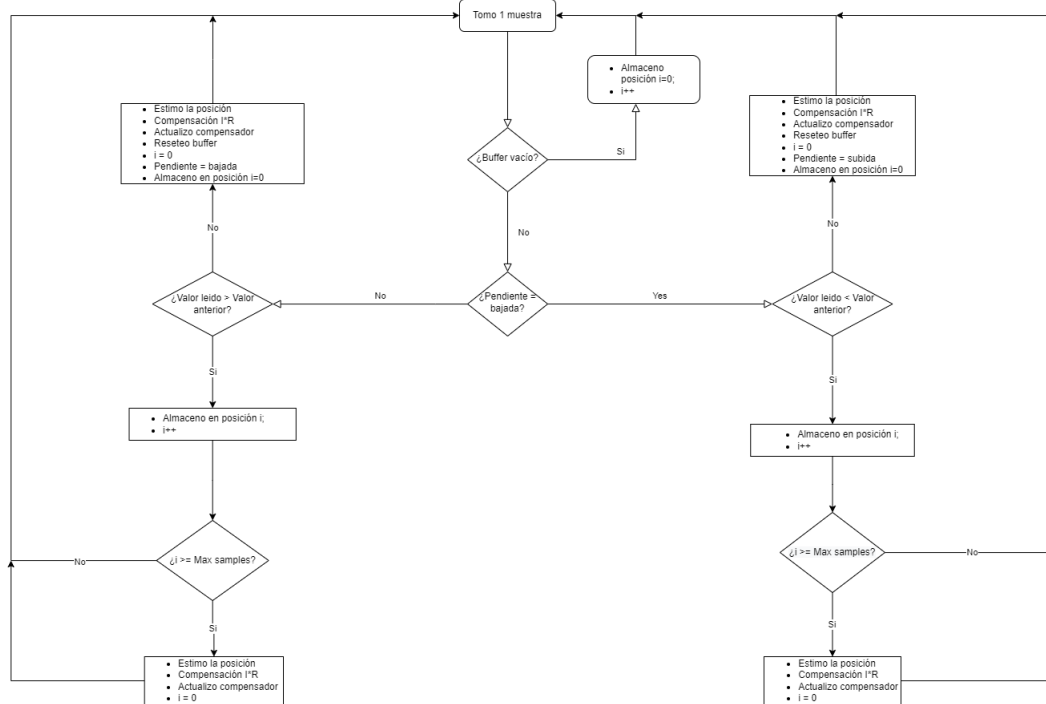 Tomo 1 muestra
• Almaceno
posición i=0;
• i++
• Estimo la posición
• Compensación I*R
• Actualizo compensador
• Reseteo buffer
• i = 0
• Pendiente = bajada
• Almaceno en posición i=0
• Estimo la posición
• Compensación I*R
• Actualizo compensador
• Reseteo buffer
• i = 0
• Pendiente = subida
• Almaceno en posición i=0
¿Buffer vacío?
Si
No
No
No
¿Valor leido > Valor
anterior?
No
¿Pendiente =
bajada?
Yes
¿Valor leido < Valor
anterior?
Si
Si
• Almaceno en posición i;
• i++
• Almaceno en posición i;
• i++
No
¿i >= Max samples?
¿i >= Max samples?
No
Si
Si
• Estimo la posición
• Compensación I*R
• Actualizo compensador
• i = 0
• Estimo la posición
• Compensación I*R
• Actualizo compensador
• i = 0